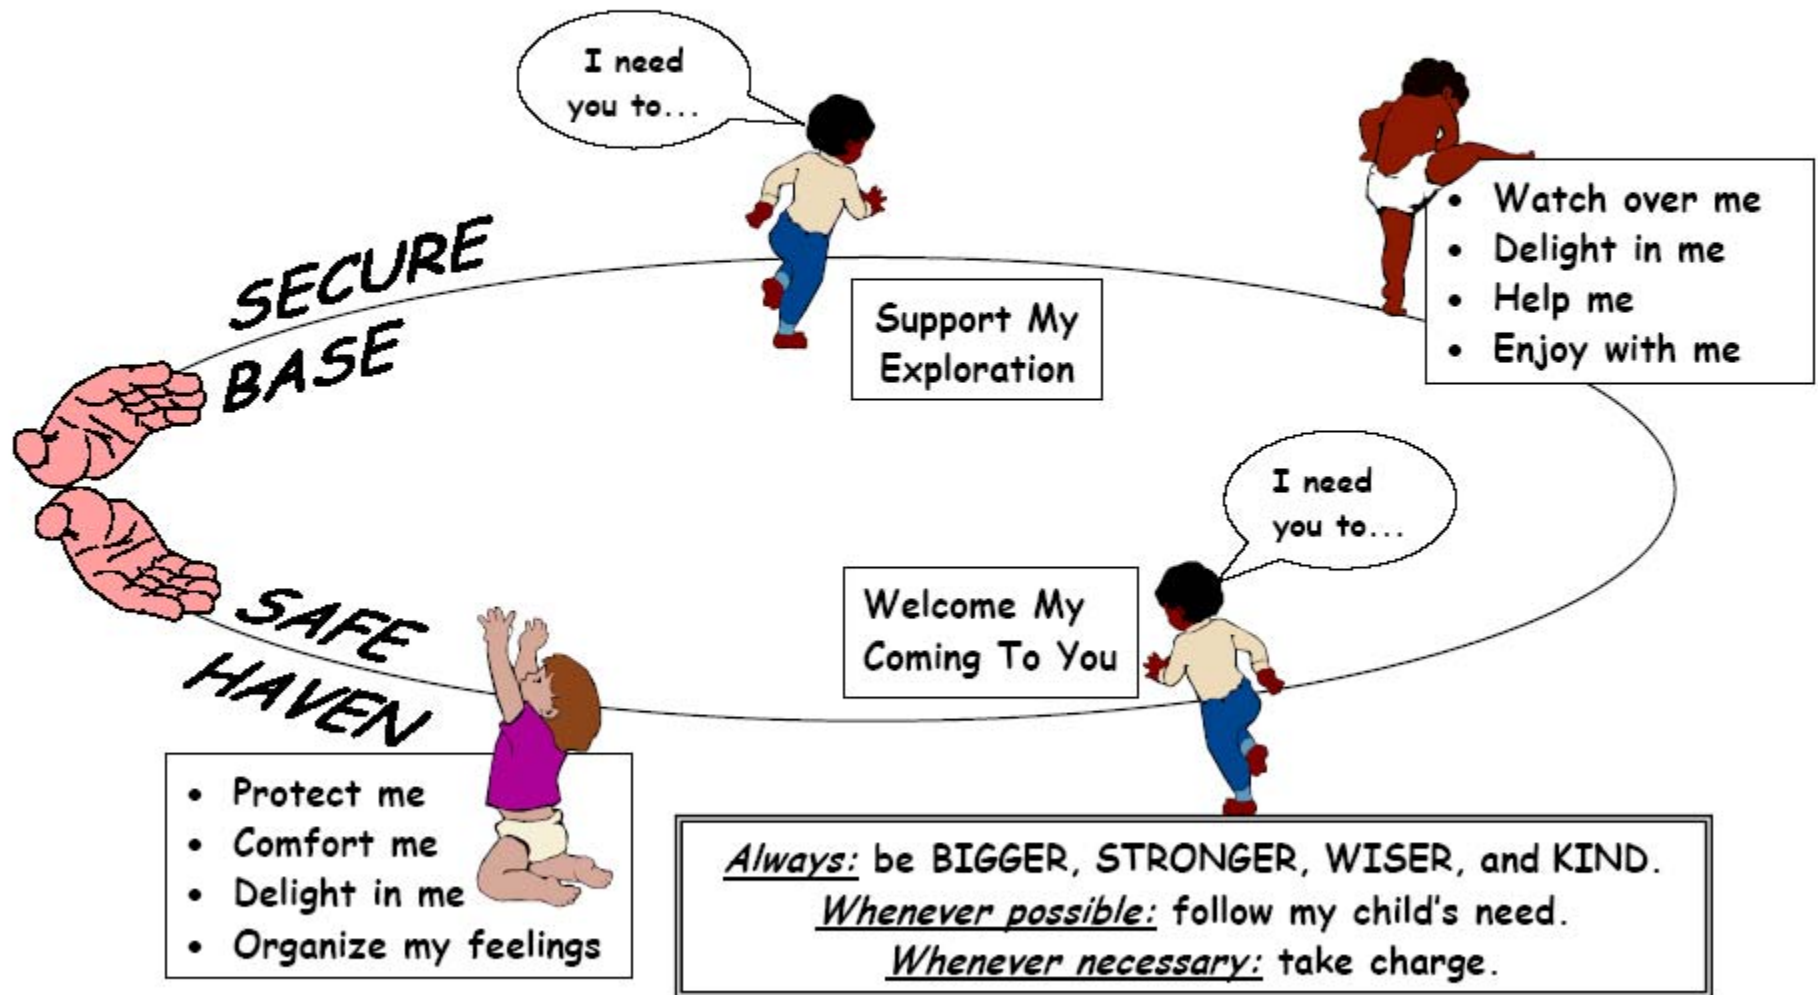 I need
you to...
SECURE
BASE
Support My
Exploration
• Watch over me
• Delight in me
• Help me
• Enjoy with me
I need
you to...
Welcome My
Coming To You
SAFE
HAVEN
• Protect me
• Comfort me
• Delight in me
• Organize my feelings
Always: be BIGGER, STRONGER, WISER, and KIND.
Whenever possible: follow my child's need.
Whenever necessary: take charge.